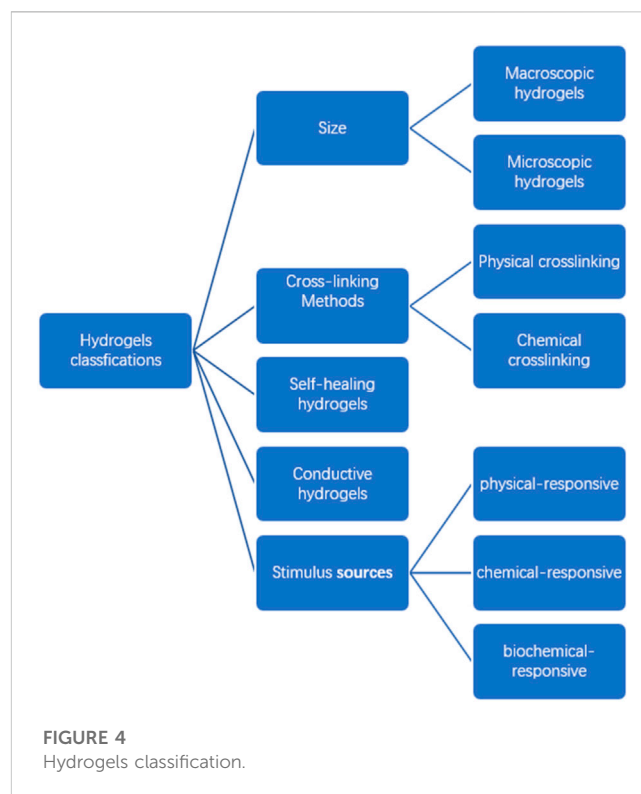 Hydrogels
classfications
Size
Macroscopic
hydrogels
Microscopic
hydrogels
Cross-linking
Methods
Physical crosslinking
Chemical
crosslinking
Self-healing
hydrogels
Conductive
hydrogels
Stimulus sources
physical-responsive
chemical-responsive
biochemical-
responsive
FIGURE 4
Hydrogels classification.